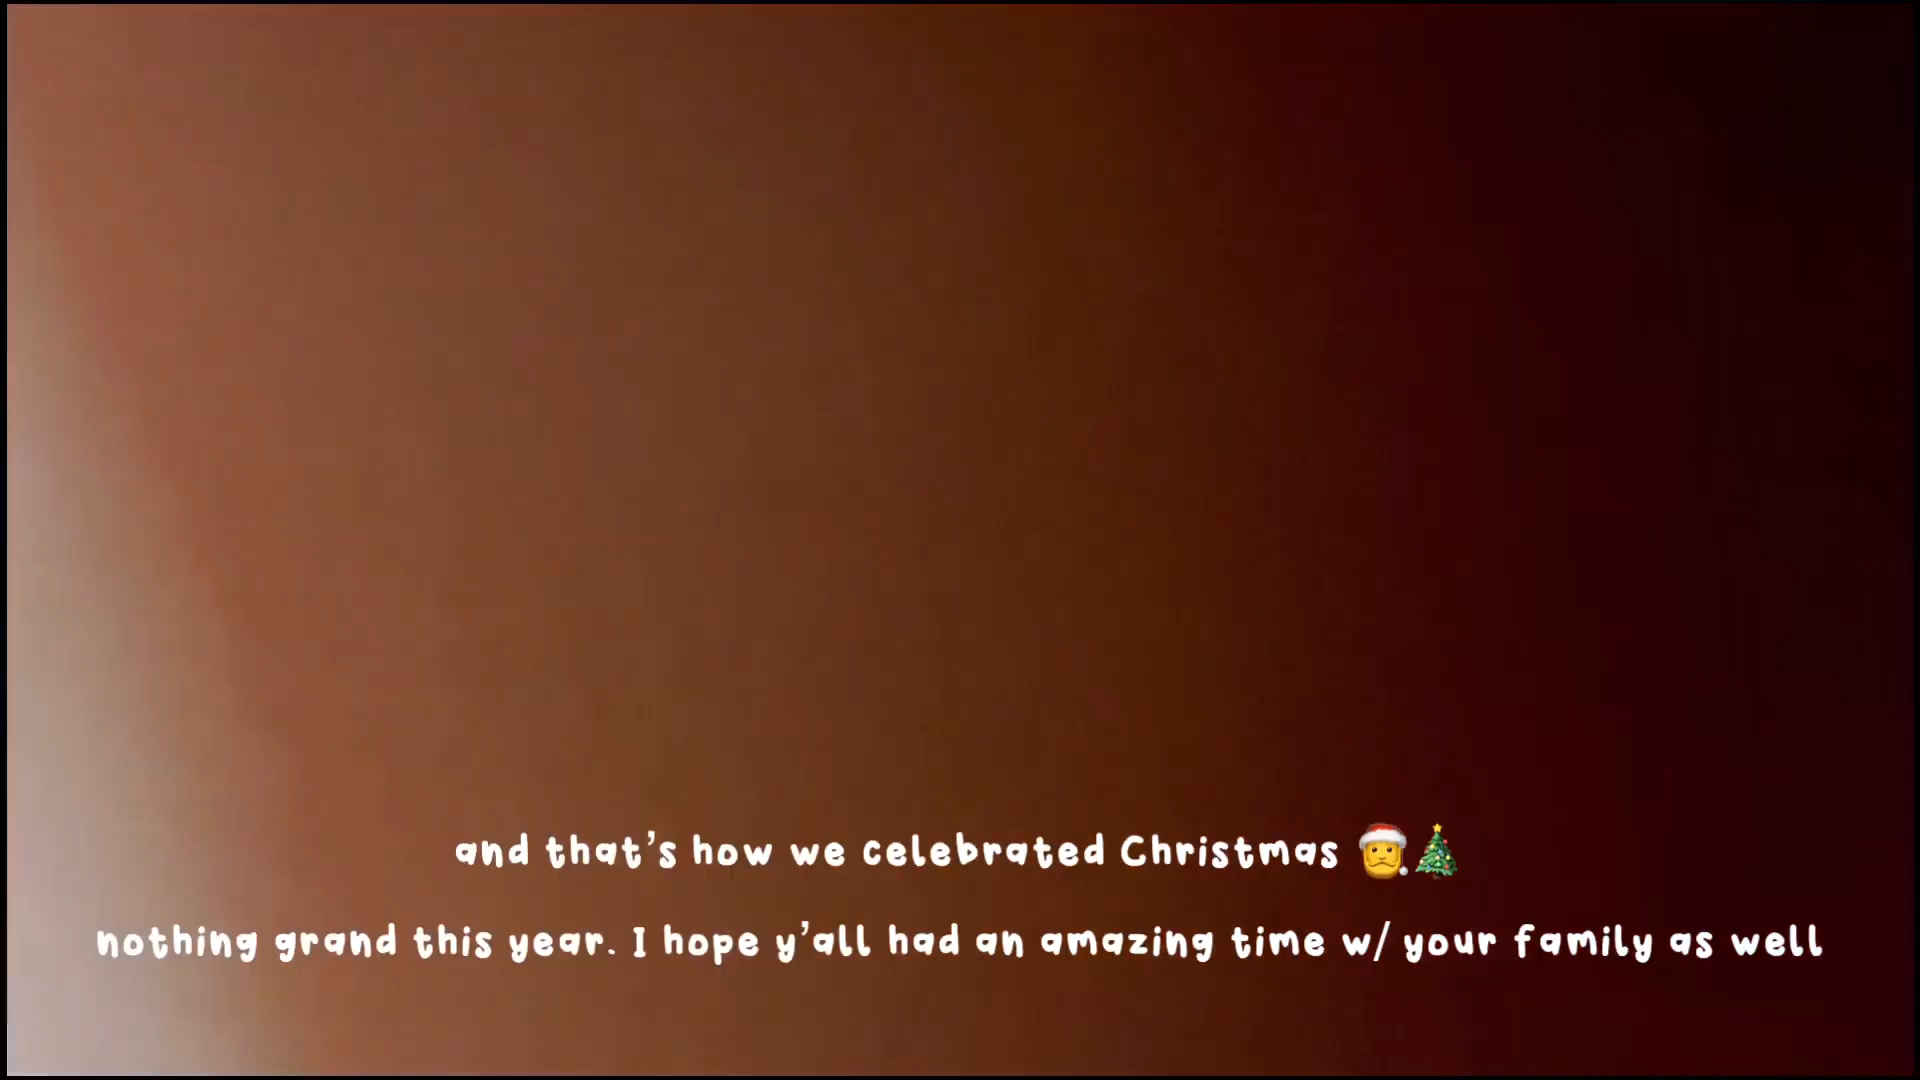 and that's how we celebrated Christmas 🎅🎄
nothing grand this year. I hope y'all had an amazing time w/ your family as well